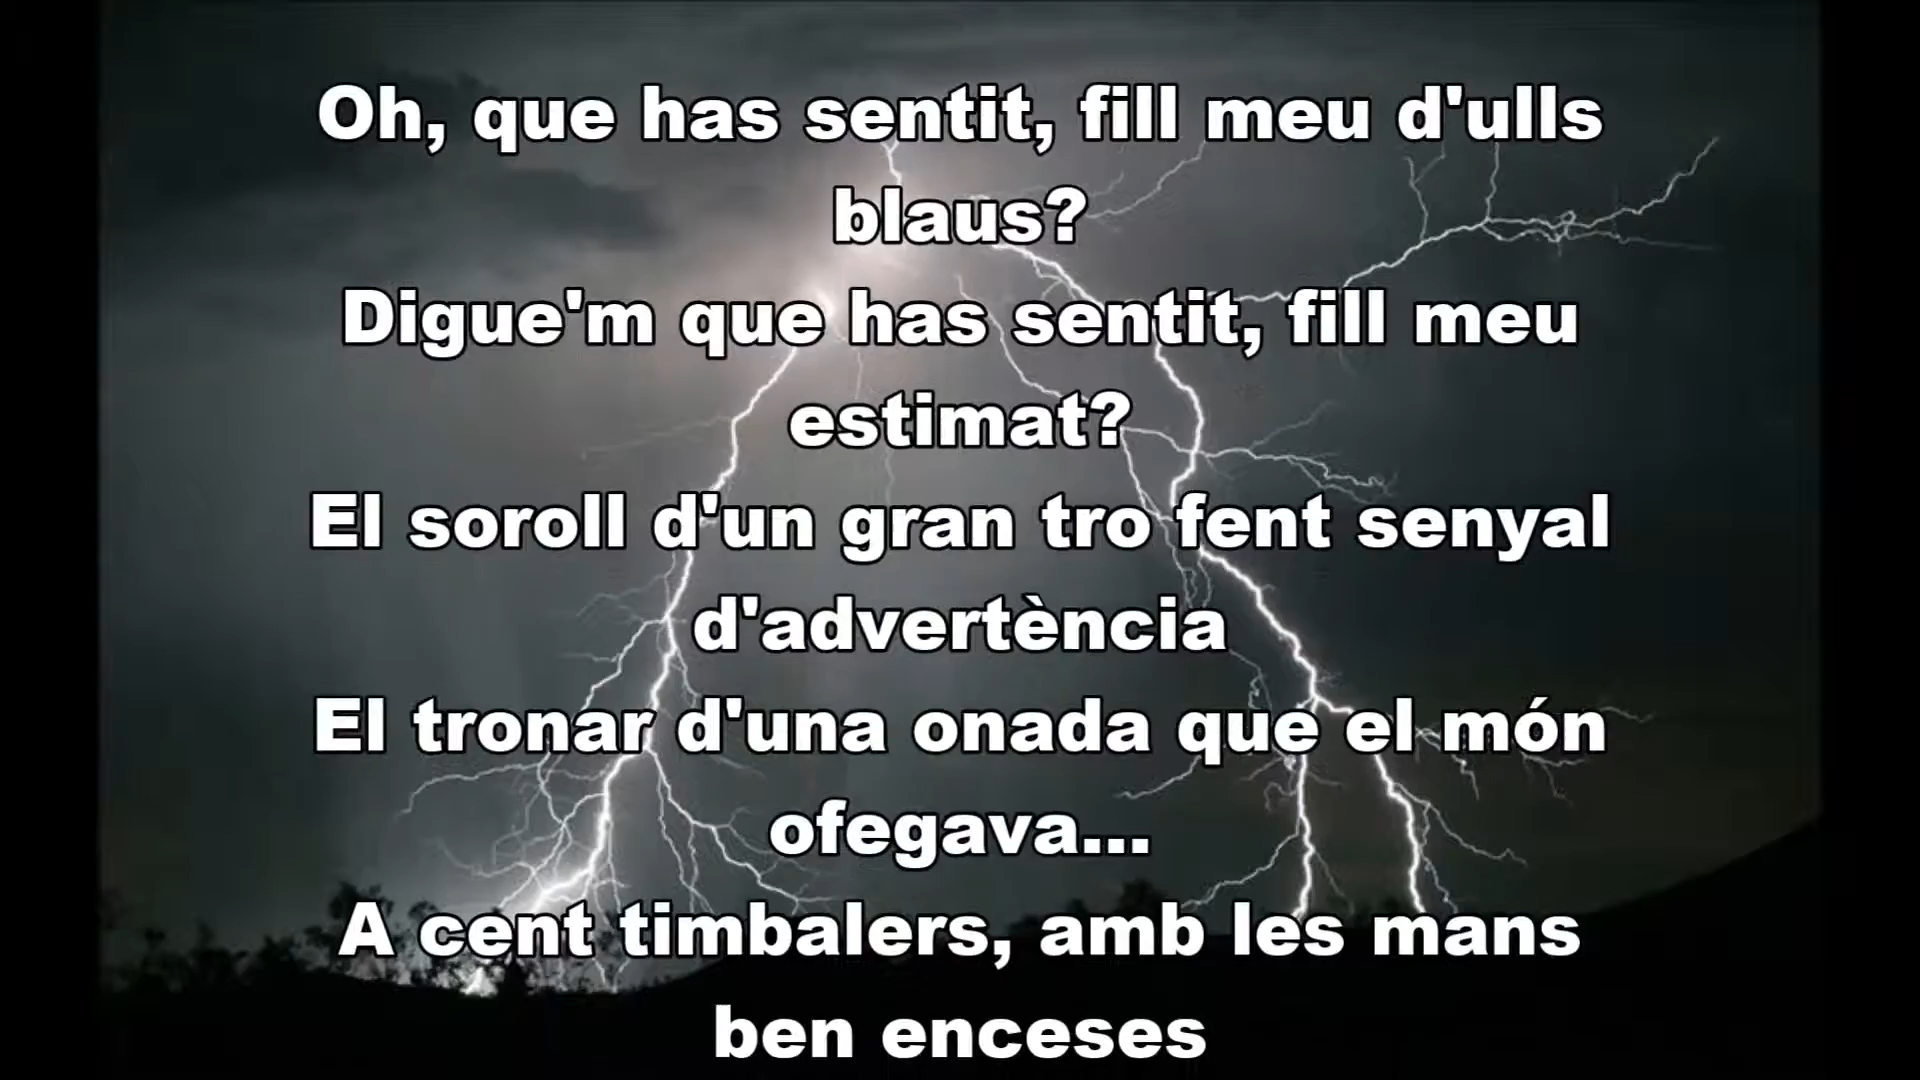 Oh, que has sentit, fill meu d'ulls
blaus?
Digue'm que has sentit, fill meu
estimat?
El soroll d'un gran tro fent senyal
d'advertència
El tronar d'una onada que el món
ofegava...
A cent timbalers, amb les mans
ben enceses